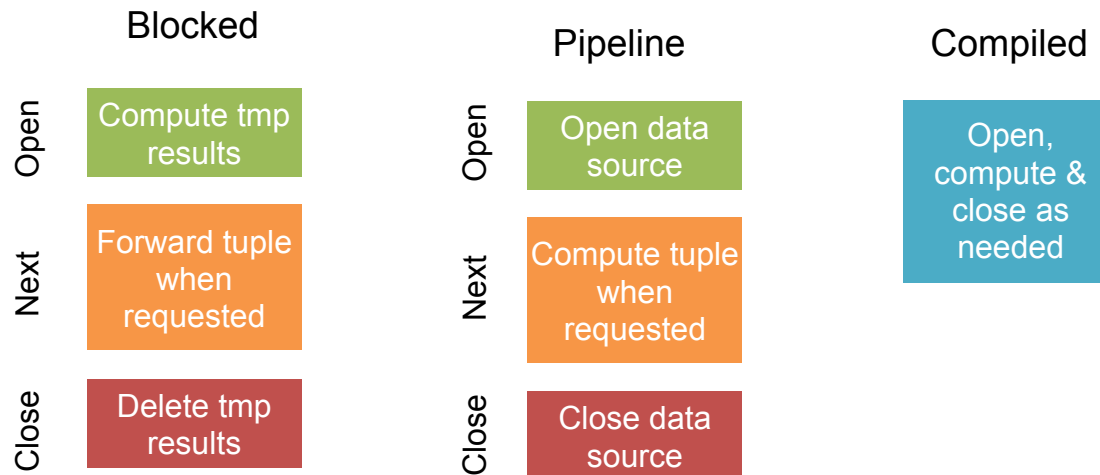 Blocked
Open
Compute tmp
results
Next
Forward tuple
when
requested
Close
Delete tmp
results
Pipeline
Open
Open data
source
Next
Compute tuple
when
requested
Close
Close data
source
Compiled
Open,
compute &
close as
needed